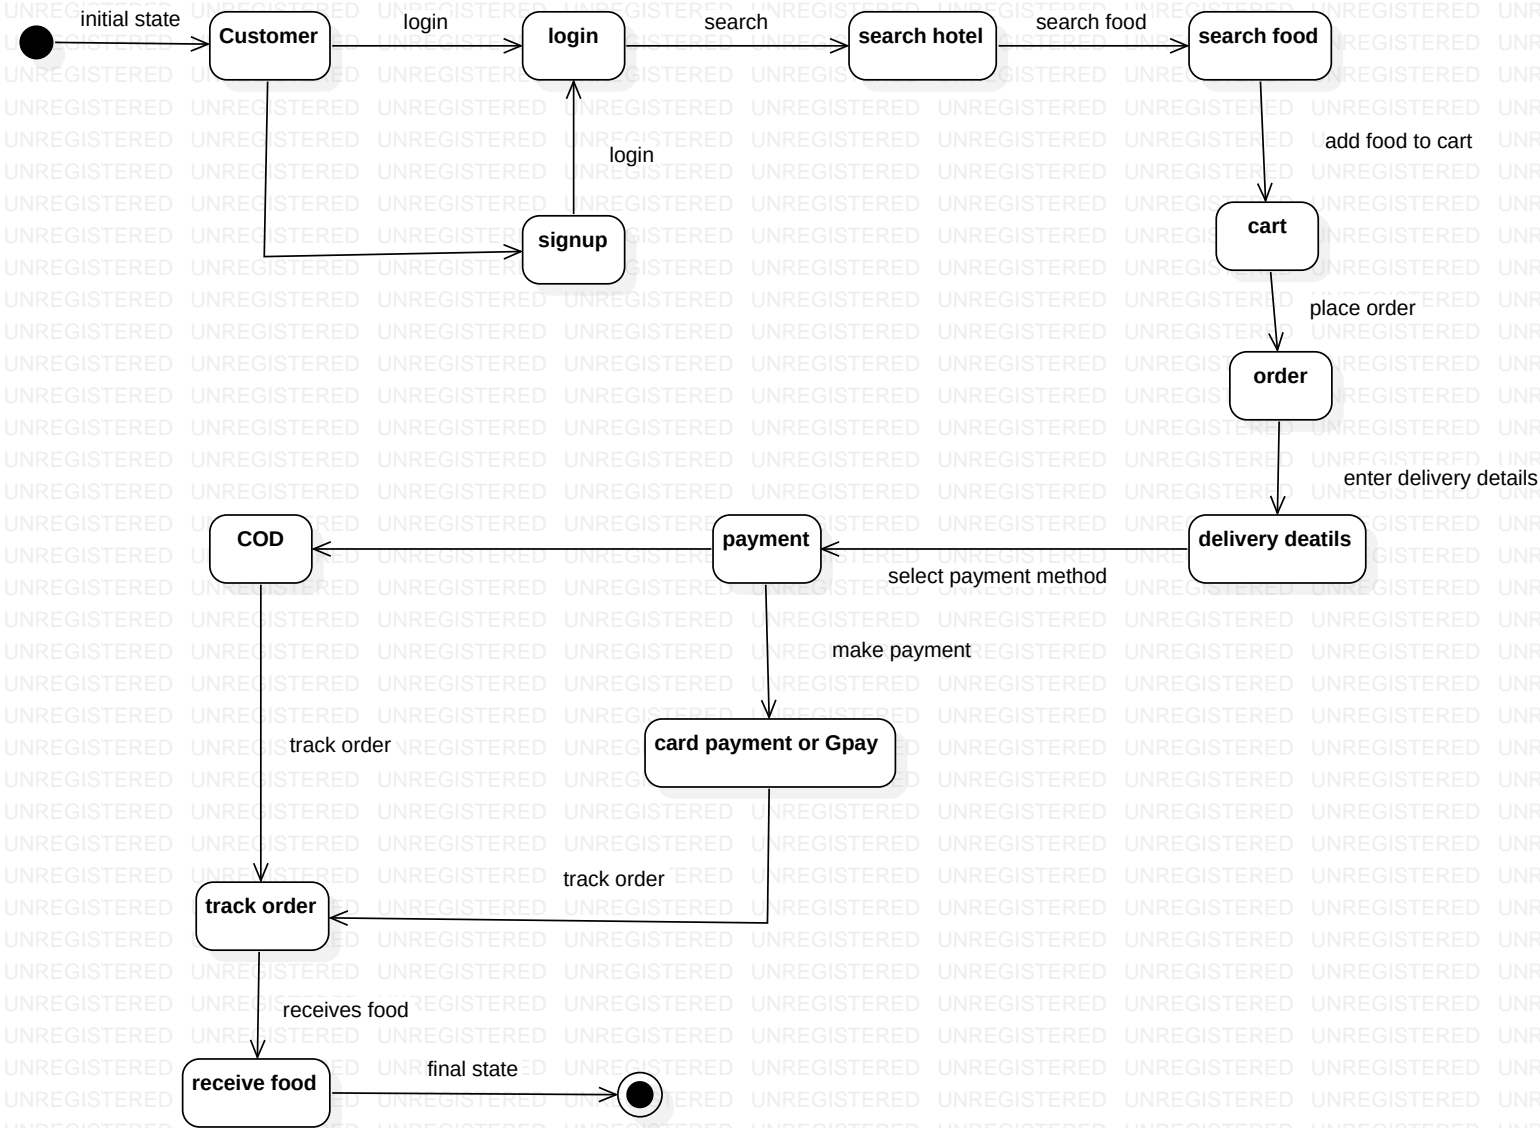 initial state
Customer
login
login
search
search hotel
search food
search food
add food to cart
login
signup
cart
place order
order
enter delivery details
COD
payment
delivery deatils
select payment method
make payment
card payment or Gpay
track order
track order
track order
receives food
receive food
final state
UNREGISTERED